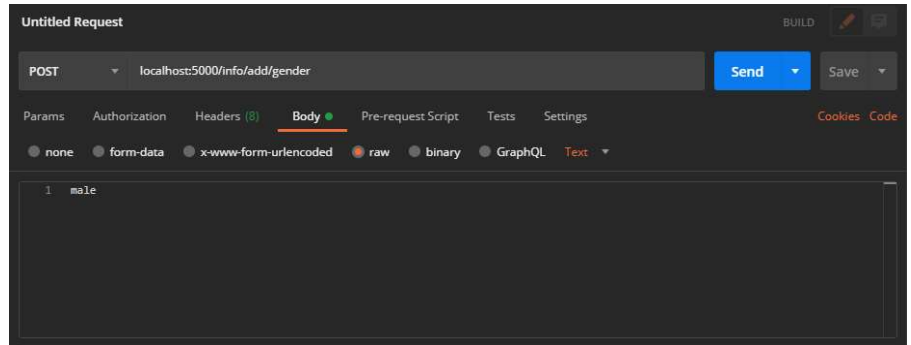 Untitled Request BUILD
POST localhost:5000/info/add/gender Send Save
Params Authorization Headers (8) Body Pre-request Script Tests Settings Cookies Code
none form-data x-www-form-urlencoded raw binary GraphQL Text
1 male